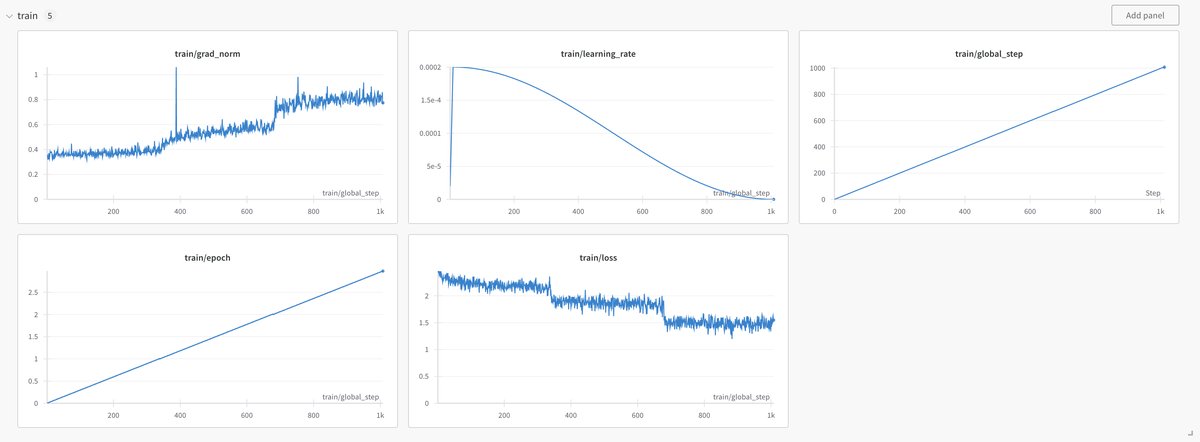 train 5
Add panel
train/grad_norm
1
0.8
0.6
0.4
0.2
0
200 400 600 800 1k
train/global_step
train/learning_rate
0.0002
1.5e-4
0.0001
5e-5
0
200 400 600 800 1k
train/global_step
train/global_step
1000
800
600
400
200
0
0 200 400 600 800 1k
Step
train/epoch
2.5
2
1.5
1
0.5
0
200 400 600 800 1k
train/global_step
train/loss
2
1.5
1
0.5
0
200 400 600 800 1k
train/global_step